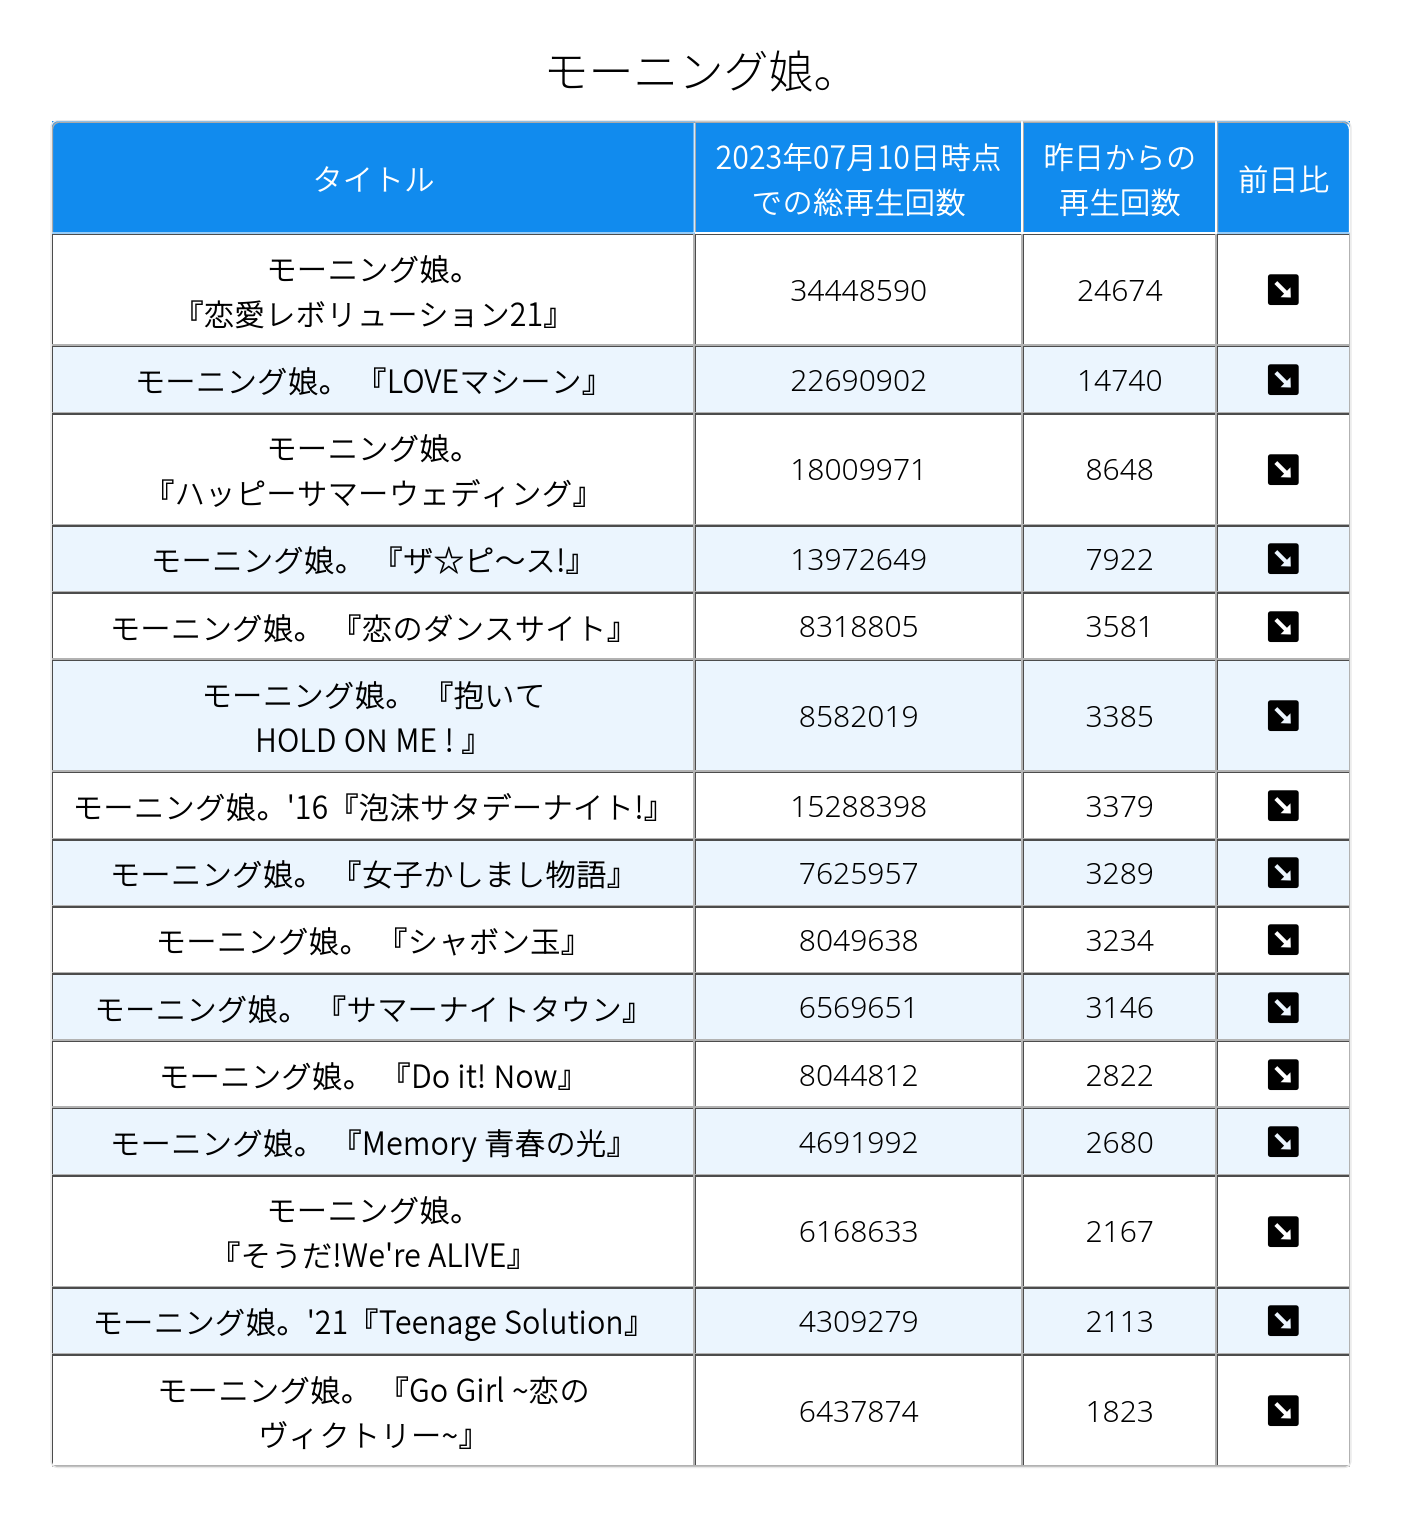 モーニング娘。
タイトル
2023年07月10日時点
での総再生回数
昨日からの
再生回数
前日比
モーニング娘。
『恋愛レボリューション21』
34448590
24674
モーニング娘。 『LOVEマシーン』
22690902
14740
モーニング娘。
『ハッピーサマーウェディング』
18009971
8648
モーニング娘。 『ザ☆ピ〜ス!』
13972649
7922
モーニング娘。 『恋のダンスサイト』
8318805
3581
モーニング娘。 『抱いて
HOLD ON ME ! 』
8582019
3385
モーニング娘。'16『泡沫サタデーナイト!』
15288398
3379
モーニング娘。 『女子かしまし物語』
7625957
3289
モーニング娘。 『シャボン玉』
8049638
3234
モーニング娘。 『サマーナイトタウン』
6569651
3146
モーニング娘。 『Do it! Now』
8044812
2822
モーニング娘。 『Memory 青春の光』
4691992
2680
モーニング娘。
『そうだ!We're ALIVE』
6168633
2167
モーニング娘。'21『Teenage Solution』
4309279
2113
モーニング娘。 『Go Girl ~恋の
ヴィクトリー~』
6437874
1823